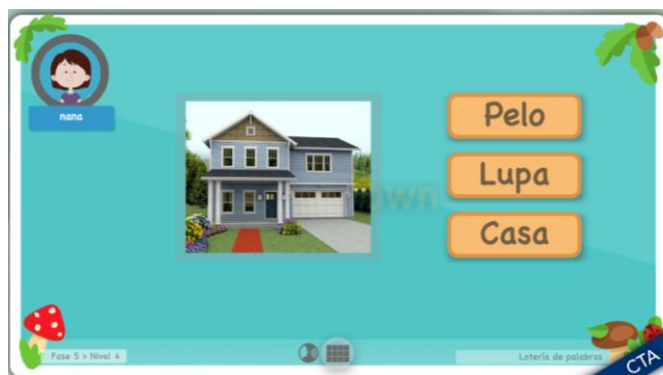 nana
Pelo
Lupa
Casa
Fase 5 > Nivel 4
Lotería de palabras
CTA